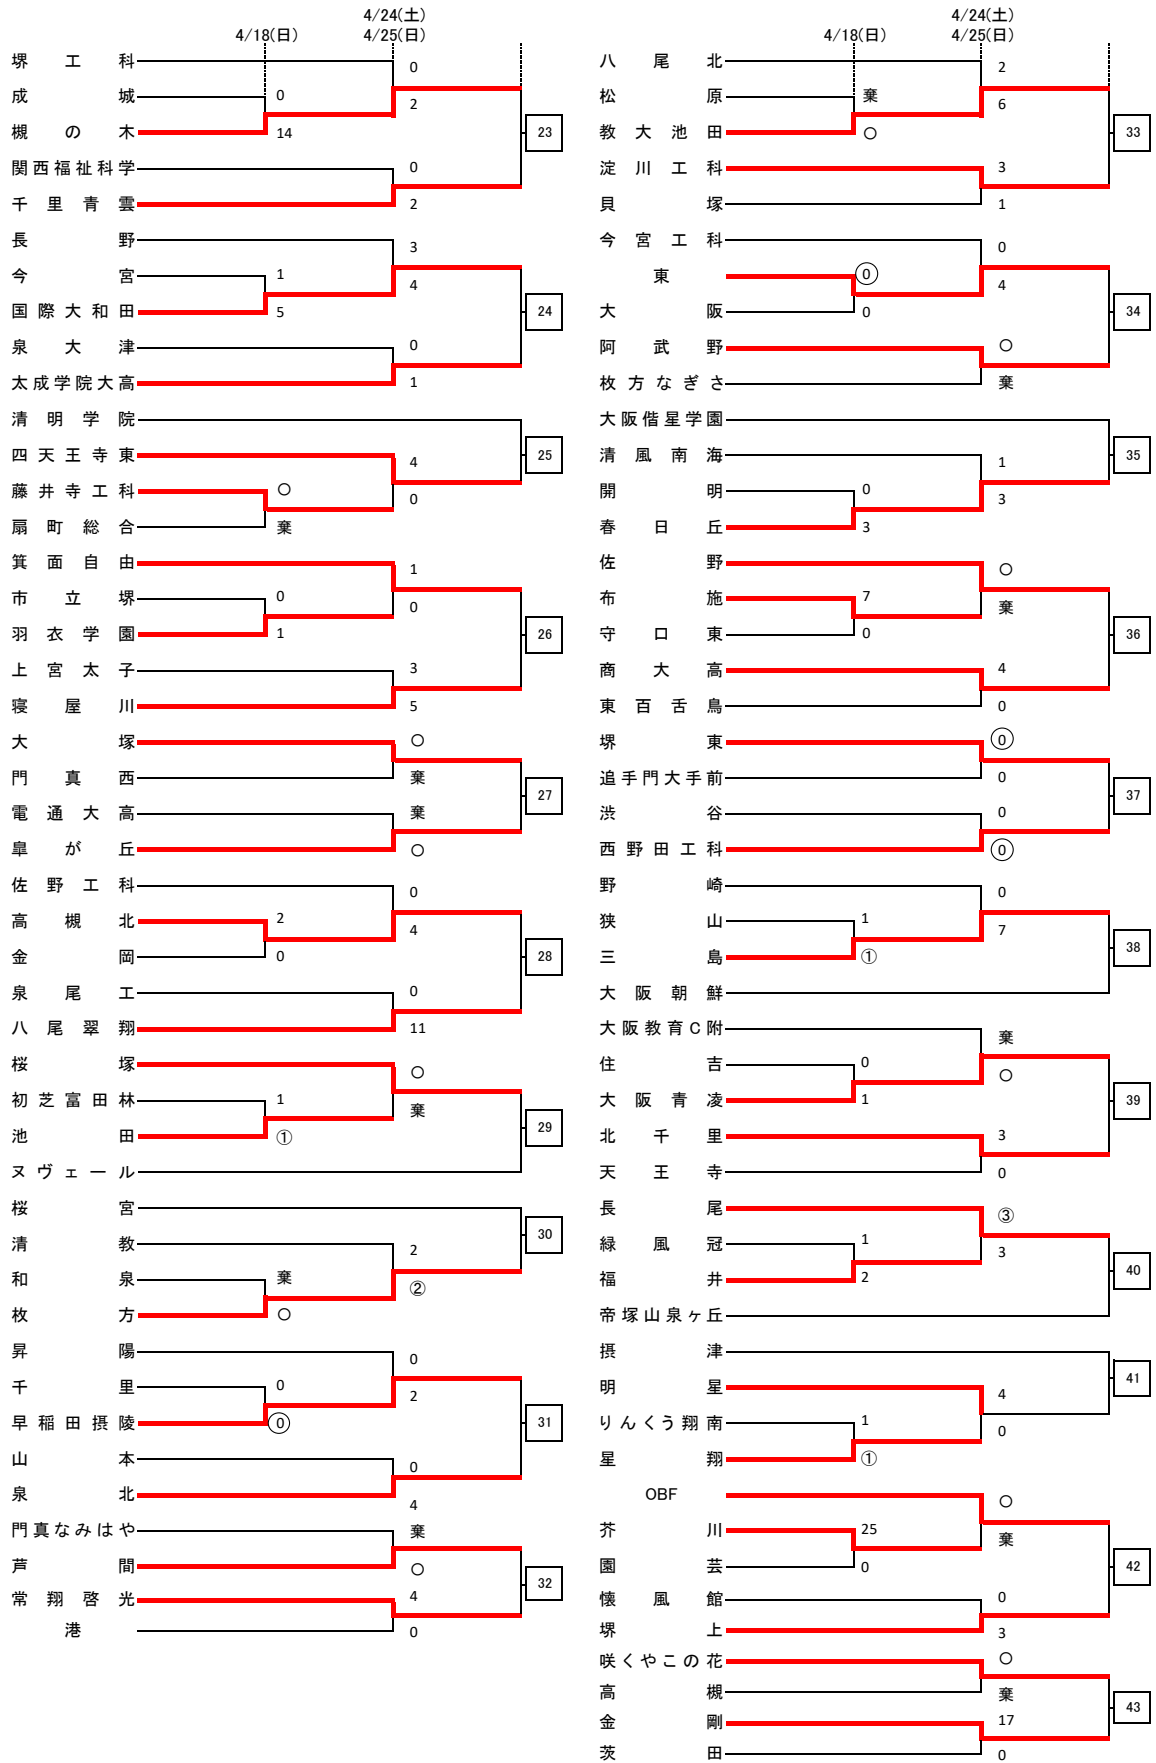 4/24(土)
4/18(日) 4/25(日)
堺工科
0
成城
0
2
槻の木
14
23
関西福祉科学
0
千里青雲
2
長野
3
今宮
1
4
国際大和田
5
24
泉大津
0
太成学院大高
1
清明学院
25
四天王寺東
4
藤井寺工科
○
0
扇町総合
棄
箕面自由
1
市立堺
0
0
羽衣学園
1
26
上宮太子
3
寝屋川
5
大塚
○
門真西
棄
27
電通大高
棄
皐が丘
○
佐野工科
0
高槻北
2
4
金岡
0
28
泉尾工
0
八尾翠翔
11
桜塚
○
初芝富田林
1
棄
池田
①
29
ヌヴェール
桜宮
30
清教
2
和泉
棄
②
枚方
○
昇陽
0
千里
0
2
早稲田摂陵
⓪
31
山本
0
泉北
4
門真なみはや
棄
芦間
○
32
常翔啓光
4
港
0
4/24(土)
4/18(日) 4/25(日)
八尾北
2
松原
棄
6
教大池田
○
33
淀川工科
3
貝塚
1
今宮工科
0
東
⓪
4
大阪
0
34
阿武野
○
枚方なぎさ
棄
大阪偕星学園
35
清風南海
1
開明
0
3
春日丘
3
佐野
○
布施
7
棄
守口東
0
36
商大高
4
東百舌鳥
0
堺東
⓪
追手門大手前
0
37
渋谷
0
西野田工科
⓪
野崎
0
狭山
1
7
三島
①
38
大阪朝鮮
大阪教育C附
棄
住吉
0
○
大阪青凌
1
39
北千里
3
天王寺
0
長尾
③
緑風冠
1
3
福井
2
40
帝塚山泉ヶ丘
摂津
41
明星
4
りんくう翔南
1
0
星翔
①
OBF
○
芥川
25
棄
園芸
0
42
懐風館
0
堺上
3
咲くやこの花
○
高槻
棄
43
金剛
17
茨田
0